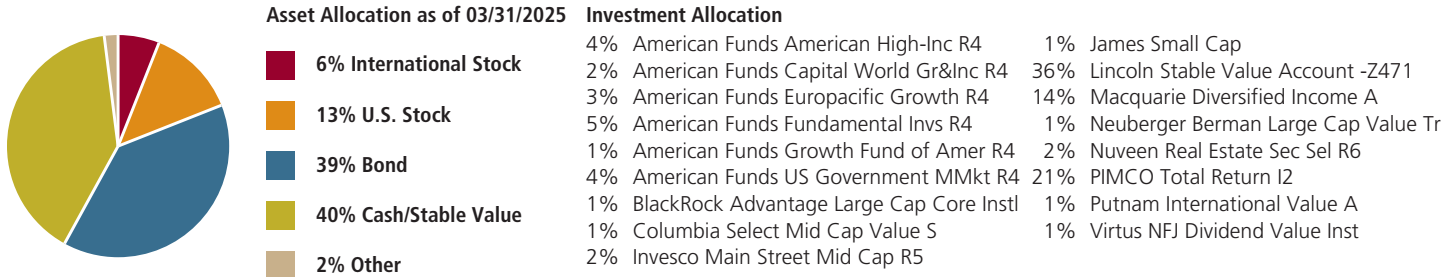 Asset Allocation as of 03/31/2025
6% International Stock
13% U.S. Stock
39% Bond
40% Cash/Stable Value
2% Other
Investment Allocation
4% American Funds American High-Inc R4
2% American Funds Capital World Gr&Inc R4
3% American Funds Europacific Growth R4
5% American Funds Fundamental Invs R4
1% American Funds Growth Fund of Amer R4
4% American Funds US Government MMkt R4
1% BlackRock Advantage Large Cap Core Instl
1% Columbia Select Mid Cap Value S
2% Invesco Main Street Mid Cap R5
1% James Small Cap
36% Lincoln Stable Value Account -Z471
14% Macquarie Diversified Income A
1% Neuberger Berman Large Cap Value Tr
2% Nuveen Real Estate Sec Sel R6
21% PIMCO Total Return I2
1% Putnam International Value A
1% Virtus NFJ Dividend Value Inst